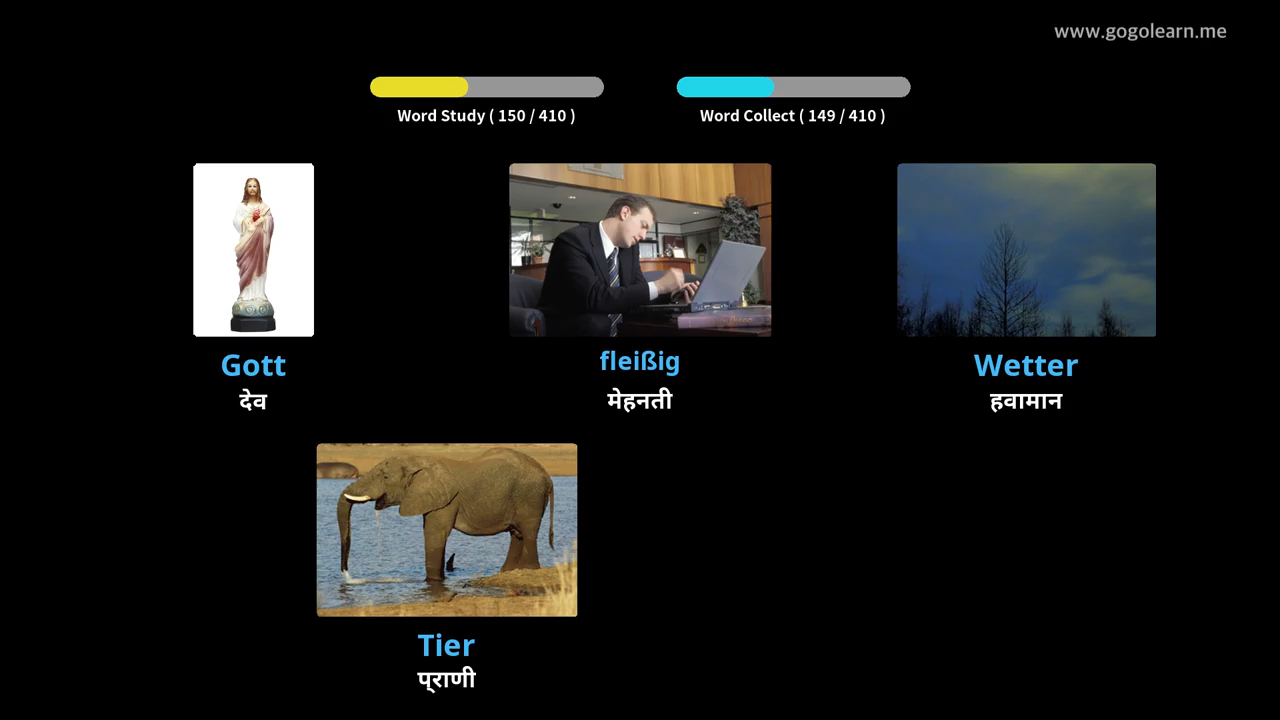 www.gogolearn.me
Word Study ( 150 / 410 )
Word Collect ( 149 / 410 )
Gott
देव
fleißig
मेहनती
Wetter
हवामान
Tier
प्राणी